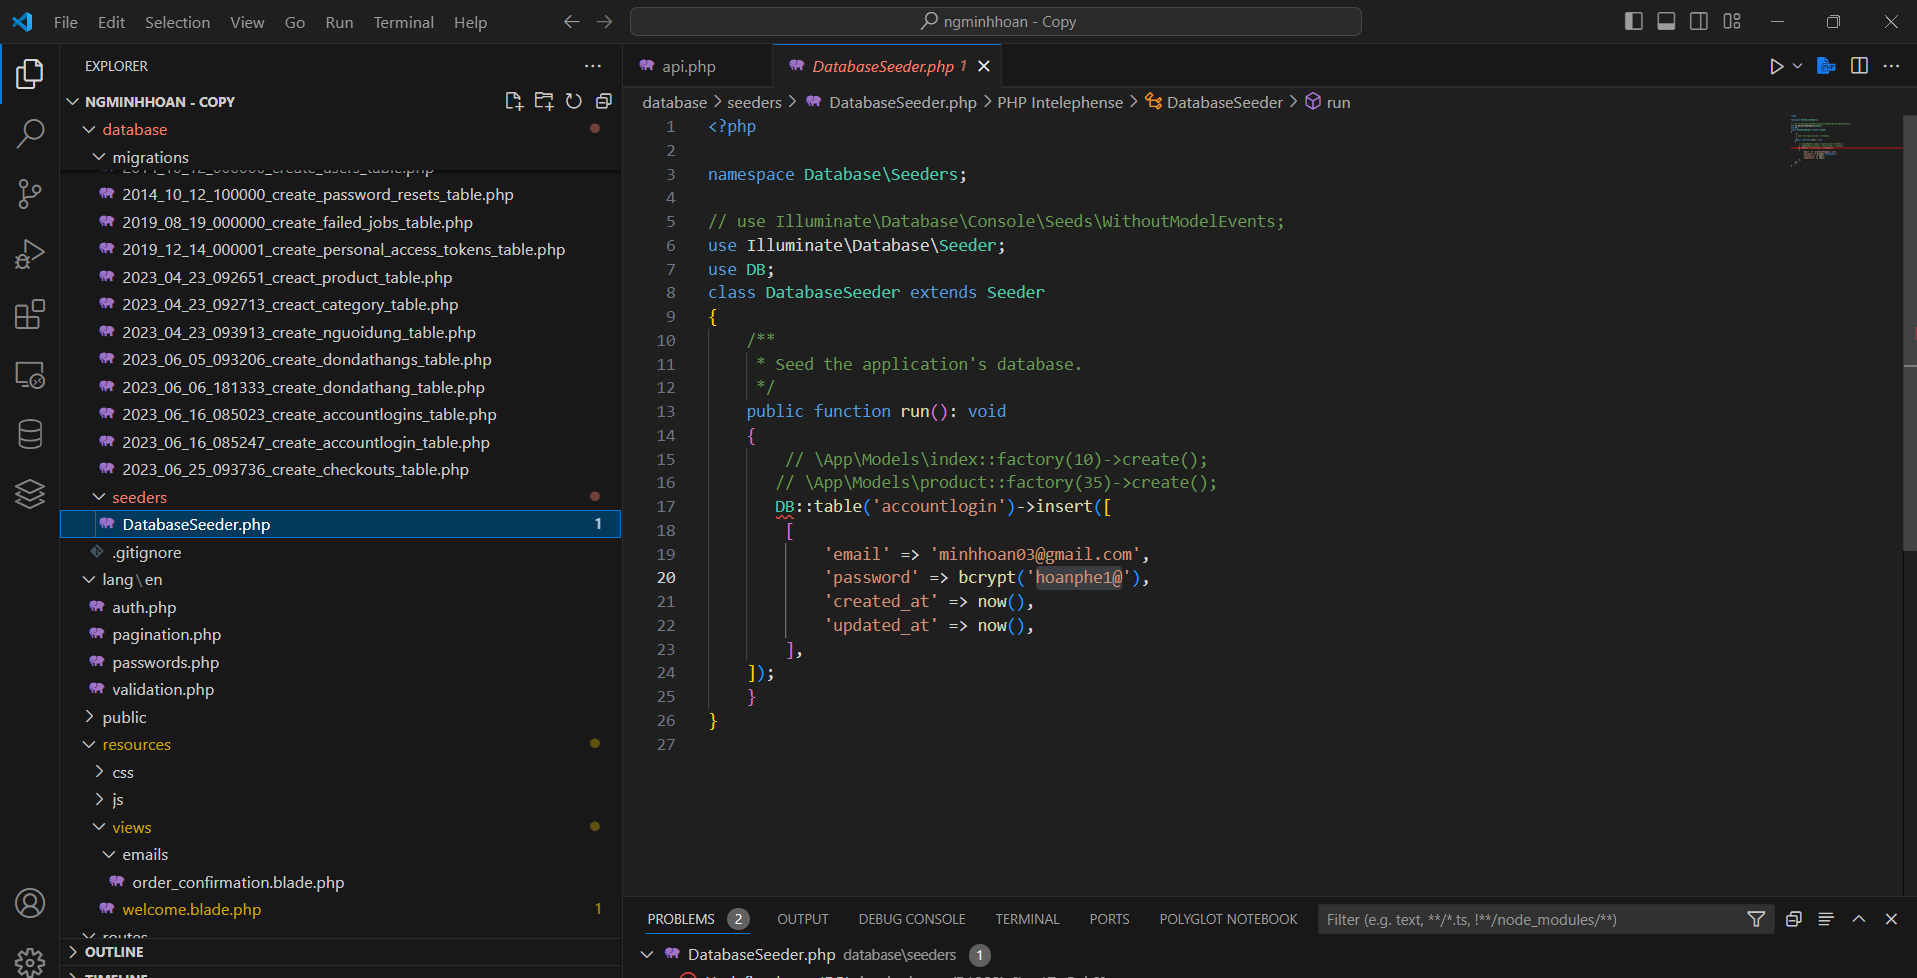 File Edit Selection View Go Run Terminal Help
ngminhhoan - Copy
EXPLORER
NGMINHHOAN - COPY
database
migrations
2014_10_12_100000_create_password_resets_table.php
2019_08_19_000000_create_failed_jobs_table.php
2019_12_14_000001_create_personal_access_tokens_table.php
2023_04_23_092651_creact_product_table.php
2023_04_23_092713_creact_category_table.php
2023_04_23_093913_create_nguoidung_table.php
2023_06_05_093206_create_dondathangs_table.php
2023_06_06_181333_create_dondathang_table.php
2023_06_16_085023_create_accountlogins_table.php
2023_06_16_085247_create_accountlogin_table.php
2023_06_25_093736_create_checkouts_table.php
seeders
DatabaseSeeder.php 1
.gitignore
lang\en
auth.php
pagination.php
passwords.php
validation.php
public
resources
css
js
views
emails
order_confirmation.blade.php
welcome.blade.php 1
routes
OUTLINE
TIMELINE
api.php
DatabaseSeeder.php 1
database > seeders > DatabaseSeeder.php > PHP Intelephense > DatabaseSeeder > run
1 <?php
2
3 namespace Database\Seeders;
4
5 // use Illuminate\Database\Console\Seeds\WithoutModelEvents;
6 use Illuminate\Database\Seeder;
7 use DB;
8 class DatabaseSeeder extends Seeder
9 {
10 /**
11 * Seed the application's database.
12 */
13 public function run(): void
14 {
15 // \App\Models\index::factory(10)->create();
16 // \App\Models\product::factory(35)->create();
17 DB::table('accountlogin')->insert([
18 [
19 'email' => 'minhhoan03@gmail.com',
20 'password' => bcrypt('hoanphe1@'),
21 'created_at' => now(),
22 'updated_at' => now(),
23 ],
24 ]);
25 }
26 }
27
PROBLEMS 2 OUTPUT DEBUG CONSOLE TERMINAL PORTS POLYGLOT NOTEBOOK Filter (e.g. text, **/*.ts, !**/node_modules/**)
DatabaseSeeder.php database\seeders 1